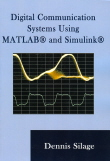 Digital Communication
Systems Using
MATLAB® and Simulink®
Dennis Silage